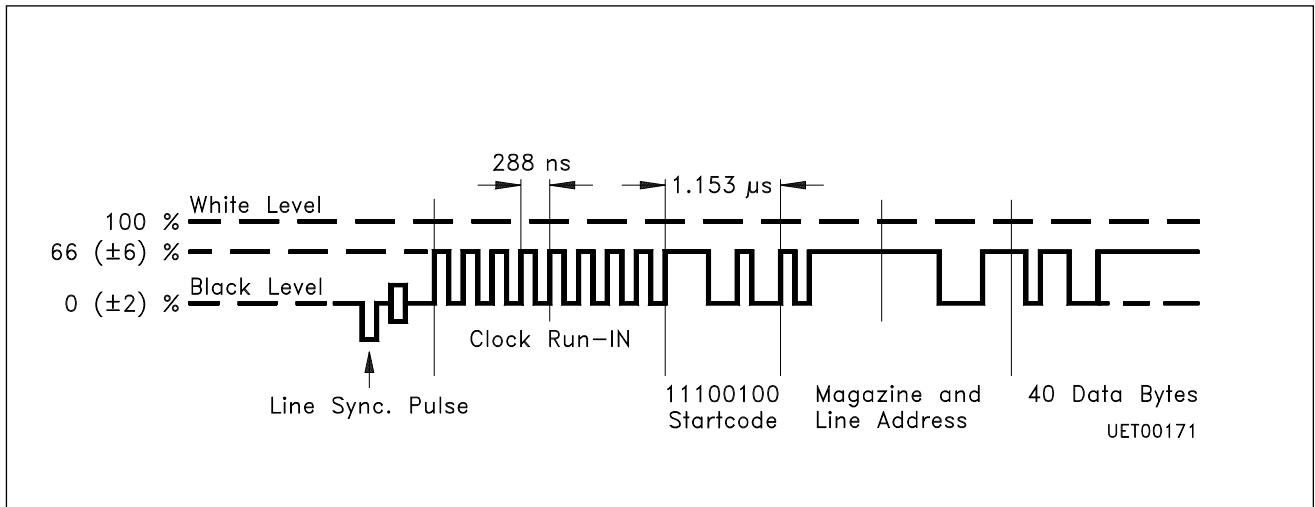 288 ns
1.153 µs
White Level
100 %
66 (±6) %
Black Level
0 (±2) %
Clock Run-IN
Line Sync. Pulse
11100100
Startcode
Magazine and
Line Address
40 Data Bytes
UET00171